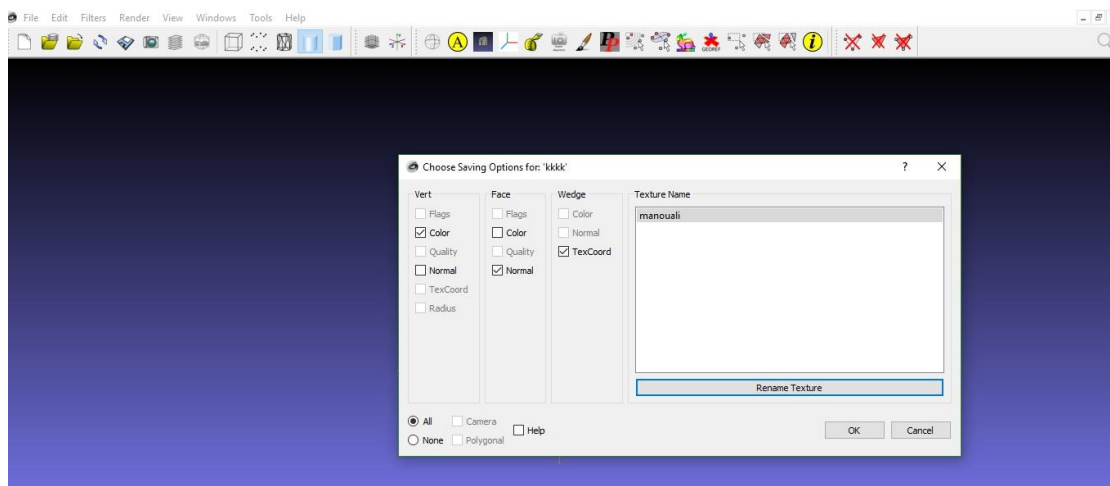 File Edit Filters Render View Windows Tools Help
A
GEOREF
i
Choose Saving Options for: 'kkkk'
?
Vert
Flags
Color
Quality
Normal
TexCoord
Radius
Face
Flags
Color
Quality
Normal
Wedge
Color
Normal
TexCoord
Texture Name
manouali
Rename Texture
All
Camera
None
Polygonal
Help
OK
Cancel